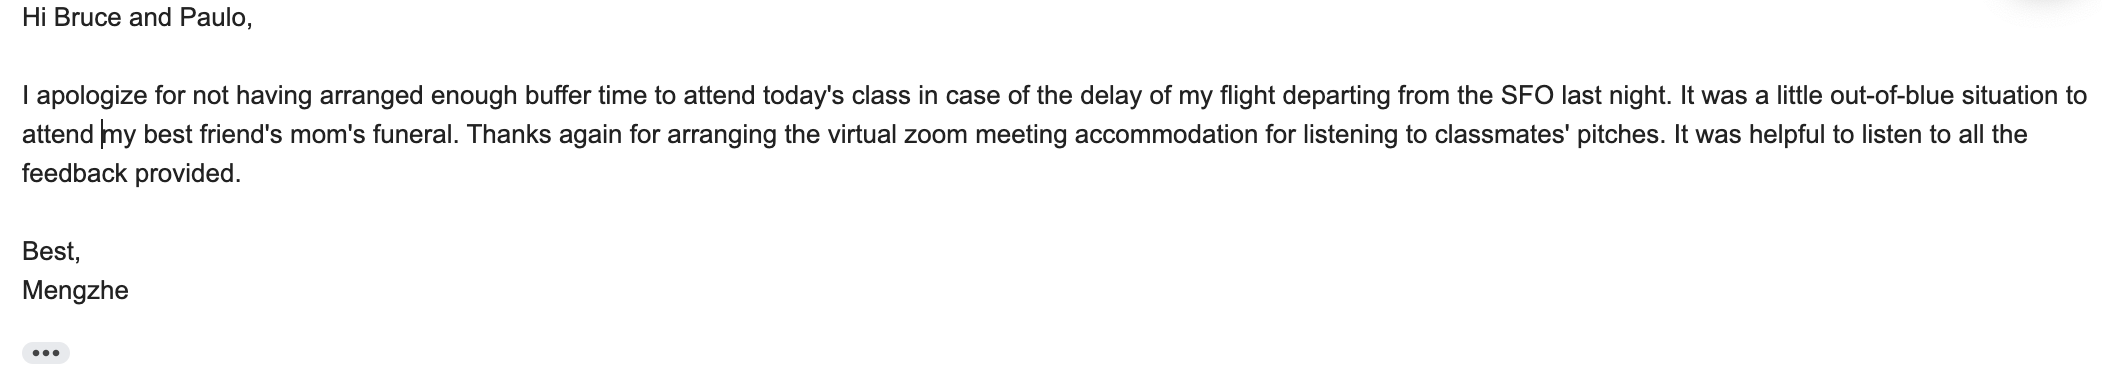 Hi Bruce and Paulo,
I apologize for not having arranged enough buffer time to attend today's class in case of the delay of my flight departing from the SFO last night. It was a little out-of-blue situation to
attend my best friend's mom's funeral. Thanks again for arranging the virtual zoom meeting accommodation for listening to classmates' pitches. It was helpful to listen to all the
feedback provided.
Best,
Mengzhe